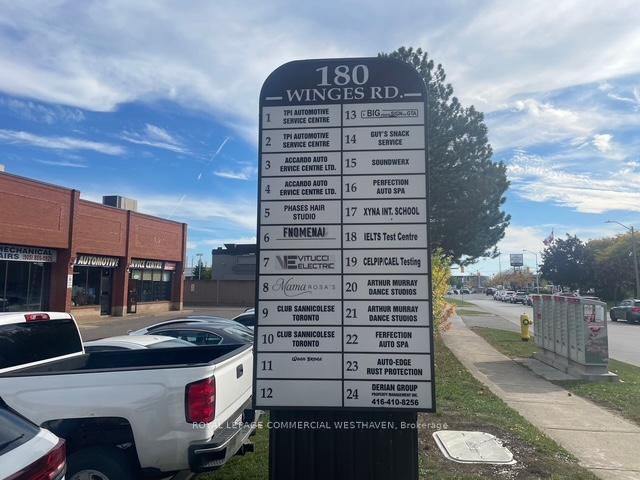 180
WINGES RD.
1 TPI AUTOMOTIVE
SERVICE CENTRE
2 TPI AUTOMOTIVE
SERVICE CENTRE
3 ACCARDO AUTO
ERVICE CENTRE LTD.
4 ACCARDO AUTO
ERVICE CENTRE LTD.
5 PHASES HAIR
STUDIO
6 FNOMENAL
7 VE VITUCCI
ELECTRIC
8 Mama ROSA'S
9 CLUB SANNICOLESE
TORONTO
10 CLUB SANNICOLESE
TORONTO
11
12
13 BIG SIGN GTA
14 GUY'S SNACK
SERVICE
15 SOUNDWERX
16 PERFECTION
AUTO SPA
17 XYNA INT. SCHOOL
18 IELTS Test Centre
19 CELPIP/CAEL Testing
20 ARTHUR MURRAY
DANCE STUDIOS
21 ARTHUR MURRAY
DANCE STUDIOS
22 FERFECTION
AUTO SPA
23 AUTO-EDGE
RUST PROTECTION
24 DERIAN GROUP
PROPERTY MANAGEMENT INC.
416-410-8256
MECHANICAL
AUTOMOTIVE
SERVICE CENTRE
ROYAL LEPAGE COMMERCIAL WESTHAVEN, Brokerage